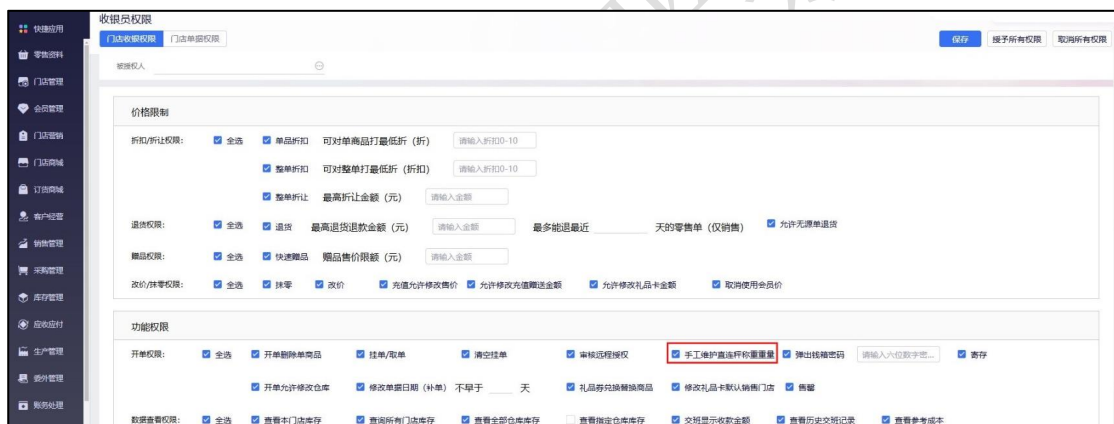 收银员权限
快捷应用
零售资料
门店管理
会员管理
门店营销
门店商城
订货商城
客户经营
销售管理
采购管理
库存管理
应收应付
生产管理
委外管理
账务处理
门店收银权限 门店单据权限 保存 授予所有权限 取消所有权限
被授权人
价格限制
折扣/折让权限: 全选 单品折扣 可对单商品打最低折（折） 请输入折扣0-10
整单折扣 可对整单打最低折（折扣） 请输入折扣0-10
整单折让 最高折让金额（元） 请输入金额
退货权限: 全选 退货 最高退货退款金额（元） 请输入金额 最多能退最近 天的零售单（仅销售） 允许无源单退货
赠品权限: 全选 快速赠品 赠品售价限额（元） 请输入金额
改价/抹零权限: 全选 抹零 改价 充值允许修改售价 允许修改充值赠送金额 允许修改礼品卡金额 取消使用会员价
功能权限
开单权限: 全选 开单删除单商品 挂单/取单 清空挂单 审核远程授权 手工维护直连秤称重重量 弹出钱箱密码 请输入六位数字密... 寄存
开单允许修改仓库 修改单据日期（补单） 不早于 天 礼品券兑换替换商品 修改礼品卡默认销售门店 售罄
数据查看权限: 全选 查看本门店库存 查询所有门店库存 查看全部仓库库存 查看指定仓库库存 交班显示收款金额 查看历史交班记录 查看参考成本